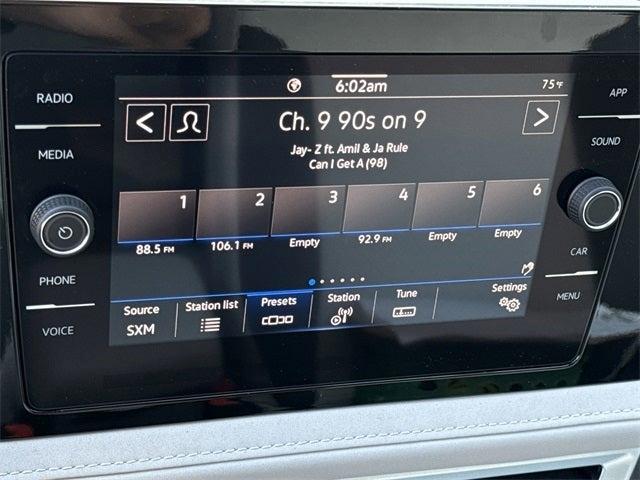 RADIO
MEDIA
PHONE
VOICE
6:02am
75°F
Ch. 9 90s on 9
Jay- Z ft. Amil & Ja Rule
Can I Get A (98)
1 2 3 4 5 6
88.5 FM 106.1 FM Empty 92.9 FM Empty Empty
Source Station list Presets Station Tune Settings
SXM
APP
SOUND
CAR
MENU